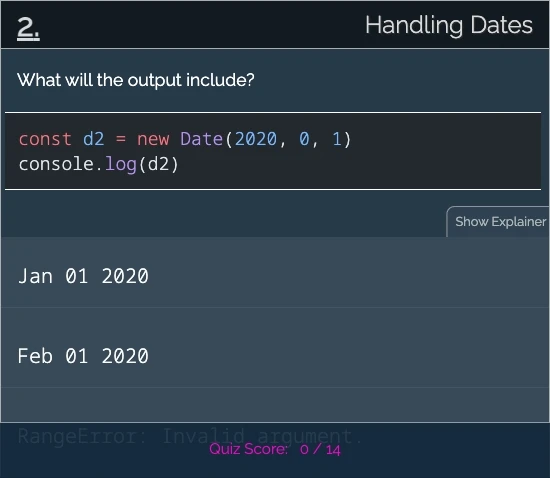 2.
Handling Dates
What will the output include?
const d2 = new Date(2020, 0, 1)
console.log(d2)
Show Explainer
Jan 01 2020
Feb 01 2020
RangeError: Invalid argument.
Quiz Score: 0 / 14